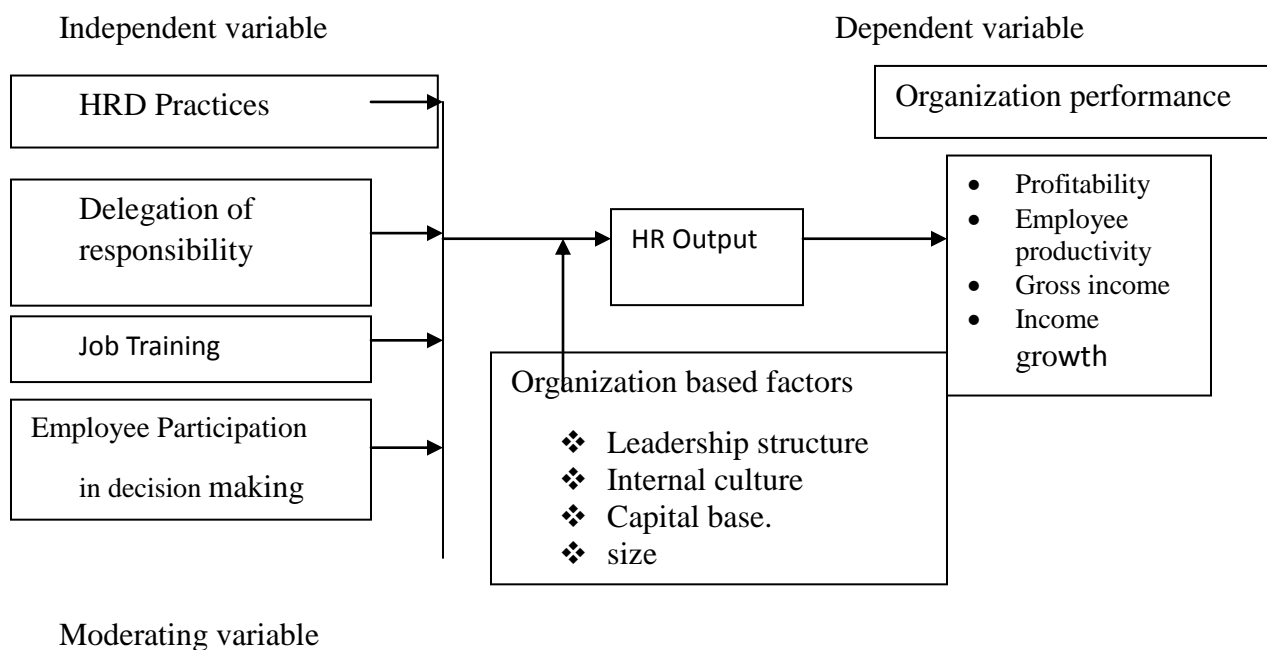 Independent variable
Dependent variable
HRD Practices
Organization performance
Delegation of
responsibility
Job Training
Employee Participation
in decision making
HR Output
• Profitability
• Employee
productivity
• Gross income
• Income
growth
Organization based factors
❖ Leadership structure
❖ Internal culture
❖ Capital base.
❖ size
Moderating variable